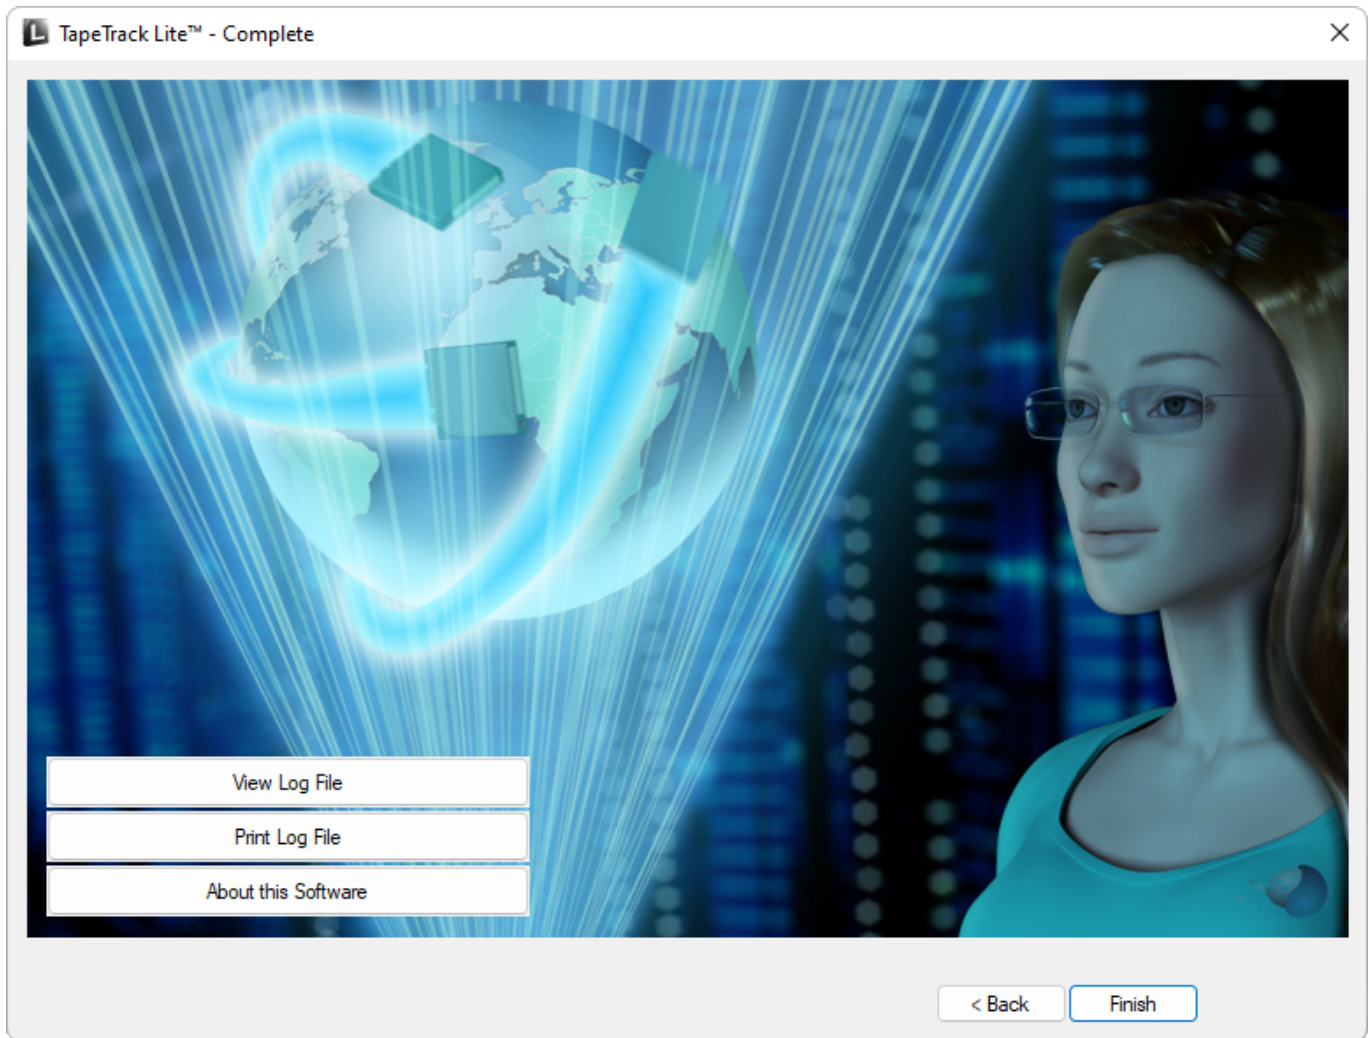 TapeTrack Lite™ - Complete
View Log File
Print Log File
About this Software
< Back
Finish